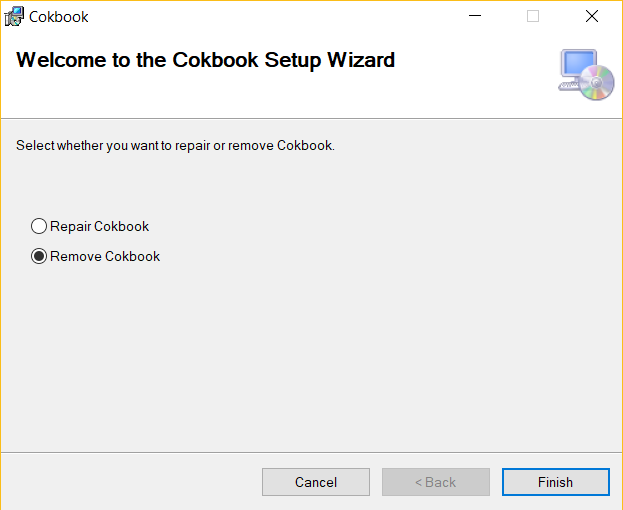 Cokbook
Welcome to the Cokbook Setup Wizard
Select whether you want to repair or remove Cokbook.
Repair Cokbook
Remove Cokbook
Cancel
< Back
Finish